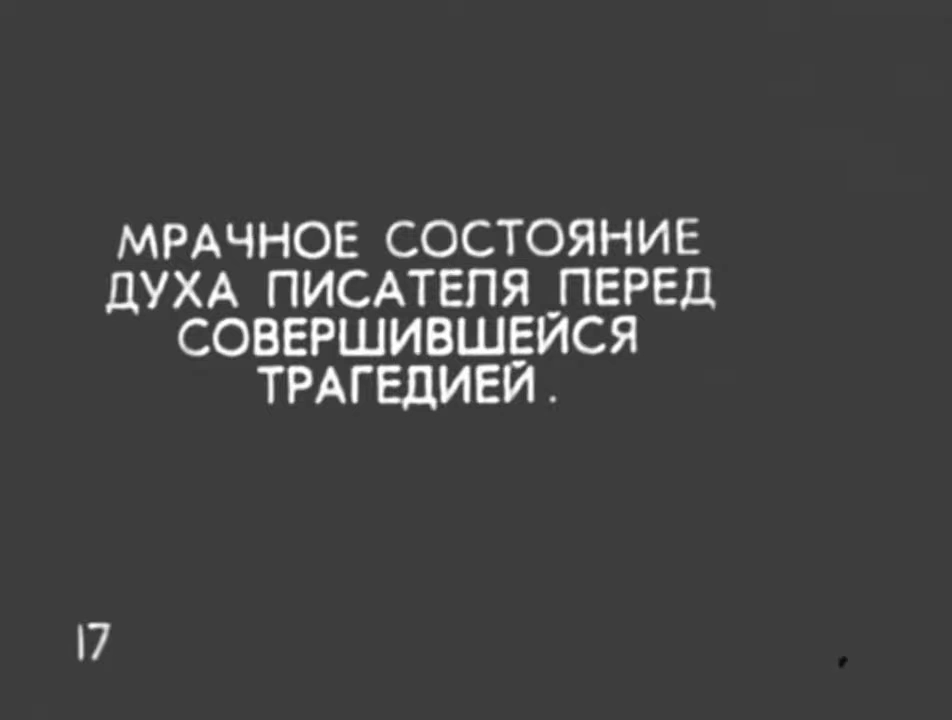 МРАЧНОЕ СОСТОЯНИЕ
ДУХА ПИСАТЕЛЯ ПЕРЕД
СОВЕРШИВШЕЙСЯ
ТРАГЕДИЕЙ.
17